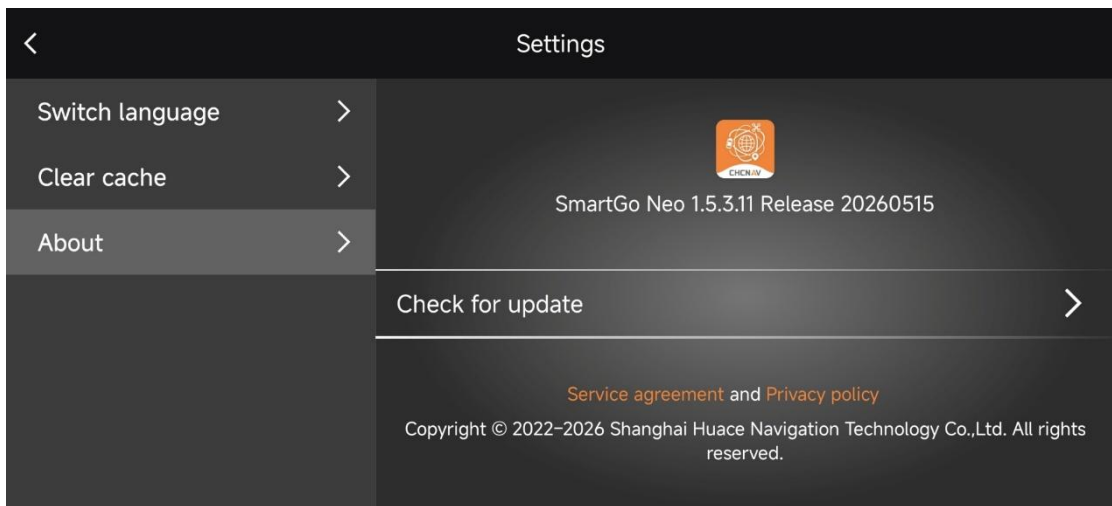 Settings
Switch language
Clear cache
About
CHCNAV
SmartGo Neo 1.5.3.11 Release 20260515
Check for update
Service agreement and Privacy policy
Copyright © 2022-2026 Shanghai Huace Navigation Technology Co.,Ltd. All rights
reserved.